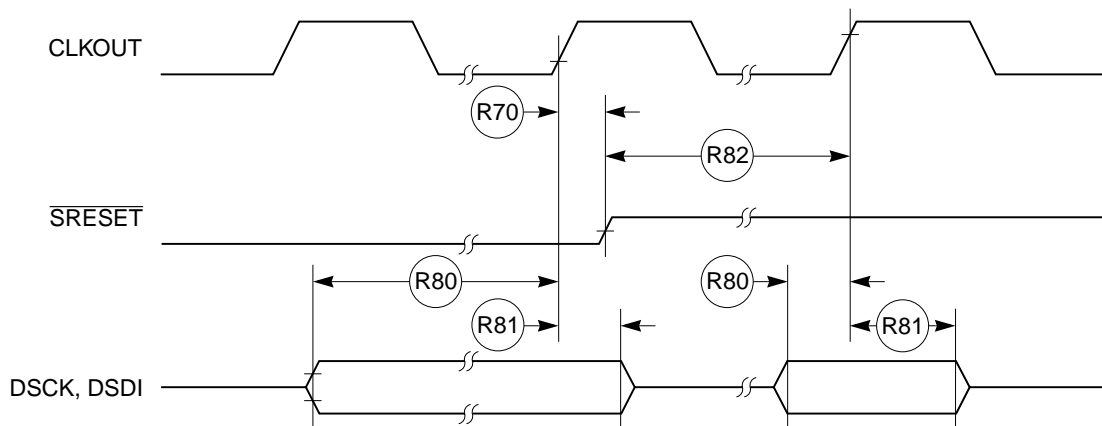 CLKOUT
R70
R82
SRESET
R80
R80
R81
R81
DSCK, DSDI